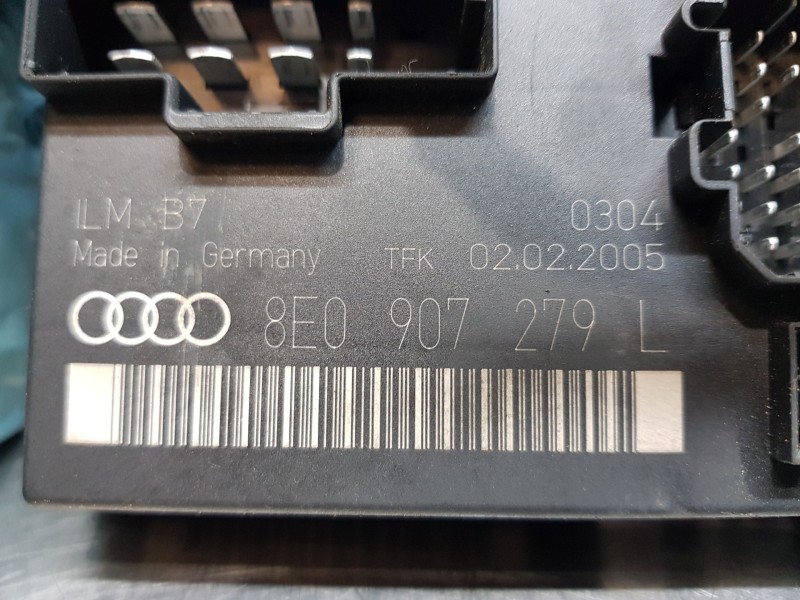 ILM B7 0304
Made in Germany TFK 02.02.2005
8E0 907 279 L